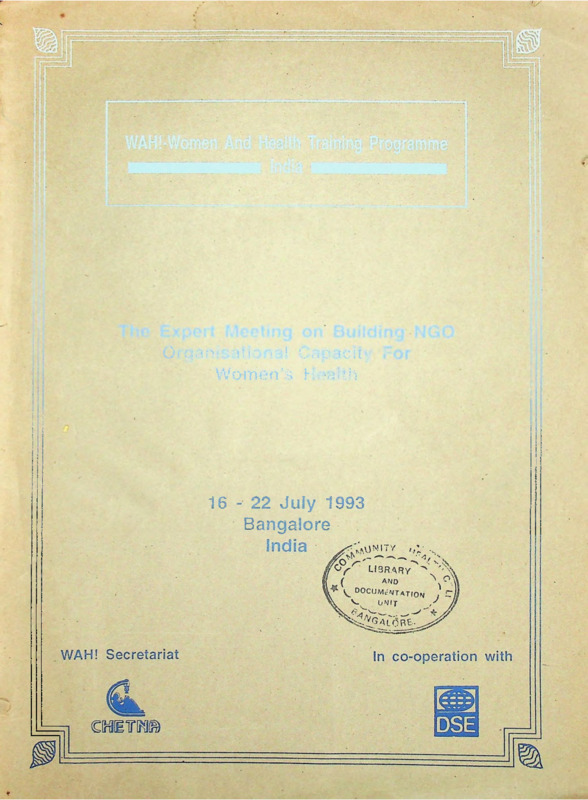 WAH!-Women And Health Training Programme
India
The Expert Meeting on Building NGO
Organisational Capacity For
Women's Health
16 - 22 July 1993
Bangalore
India
COMMUNITY
LIBRARY
AND
DOCUMENTATION
UNIT
BANGALORE.
WAH! Secretariat
In co-operation with
CHETNA
DSE